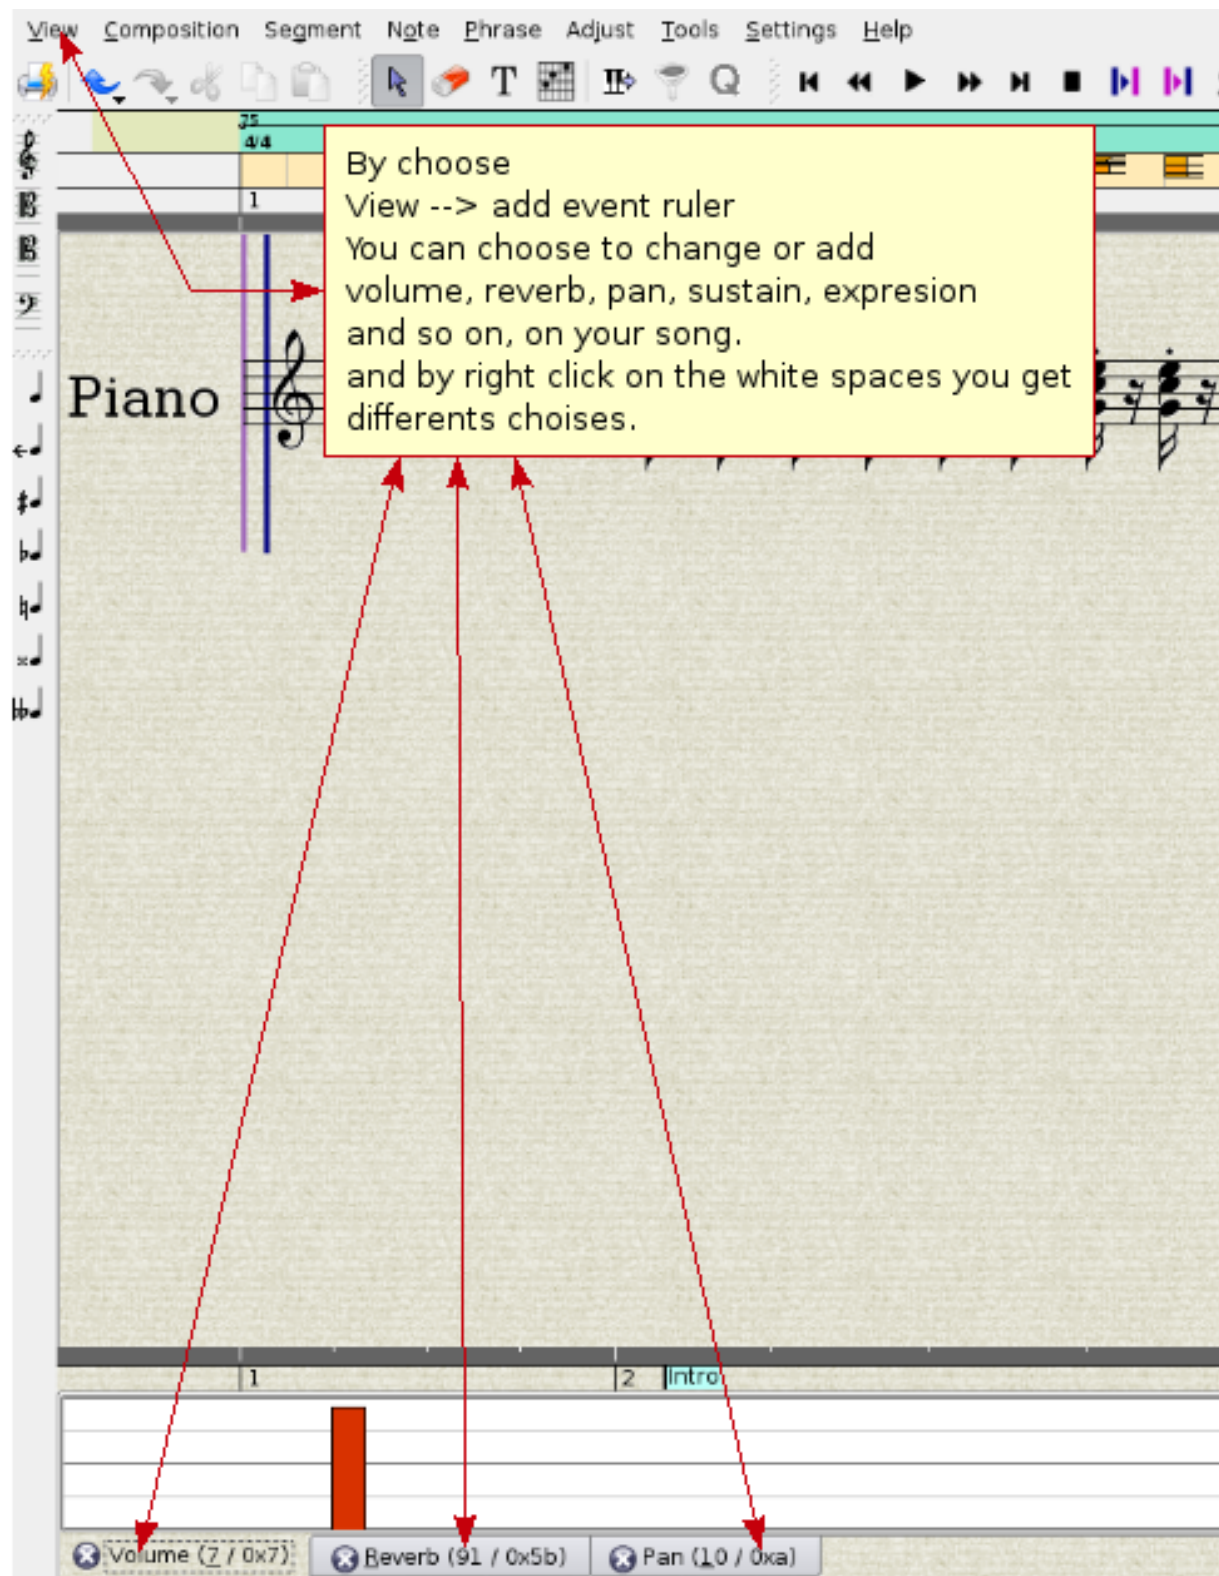 View Composition Segment Note Phrase Adjust Tools Settings Help
T Q
4/4
1
By choose
View --> add event ruler
You can choose to change or add
volume, reverb, pan, sustain, expresion
and so on, on your song.
and by right click on the white spaces you get
differents choises.
Piano
1 2 Intro
Volume (7 / 0x7) Reverb (91 / 0x5b) Pan (10 / 0xa)